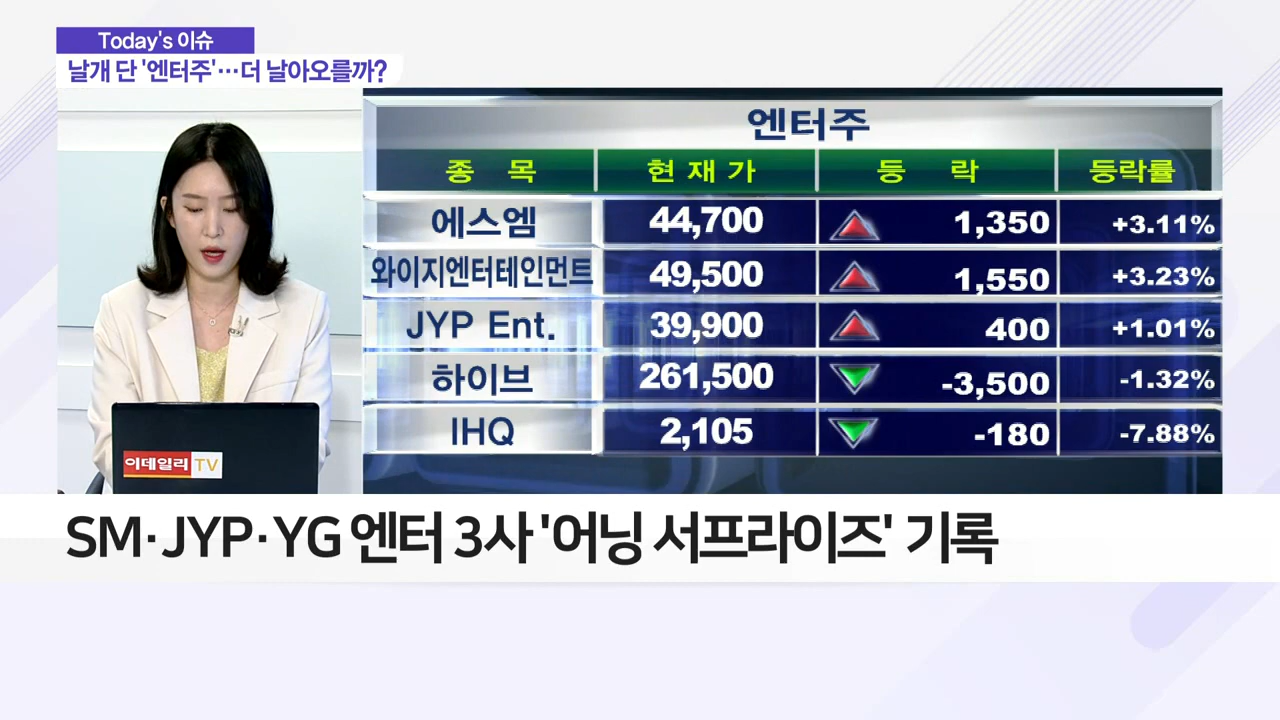 Today's 이슈
날개 단 '엔터주'…더 날아오를까?
엔터주
종 목 현 재 가 등 락 등락률
에스엠 44,700 1,350 +3.11%
와이지엔터테인먼트 49,500 1,550 +3.23%
JYP Ent. 39,900 400 +1.01%
하이브 261,500 -3,500 -1.32%
IHQ 2,105 -180 -7.88%
이데일리 TV
SM·JYP·YG 엔터 3사 '어닝 서프라이즈' 기록